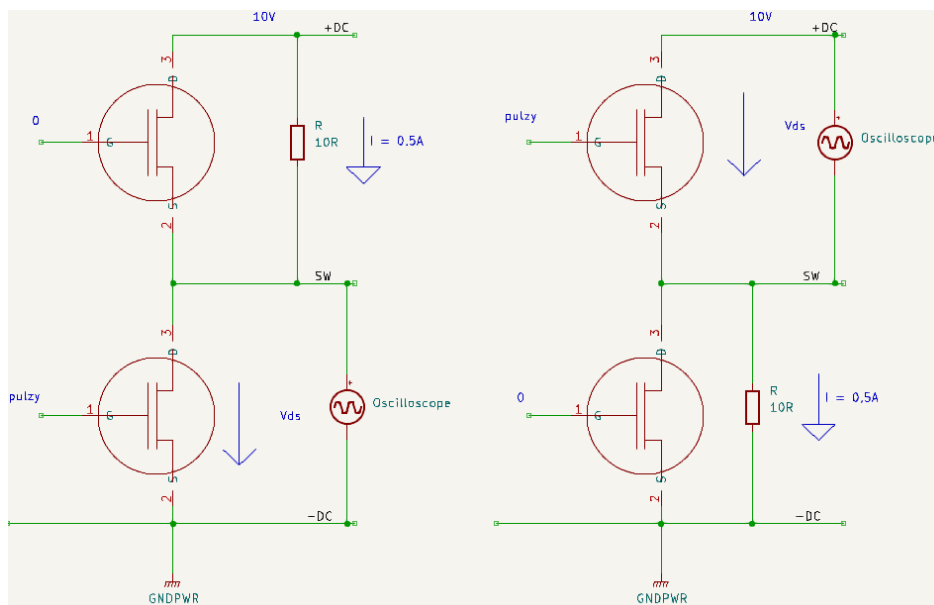 10V
+DC
3
D
0
1
G
R
10R
I = 0.5A
S
2
SW
3
D
pulzy
1
G
Vds
Oscilloscope
S
2
-DC
GNDPWR
10V
+DC
3
D
pulzy
1
G
Vds
Oscilloscope
S
2
SW
3
D
0
1
G
R
10R
I = 0.5A
S
2
-DC
GNDPWR